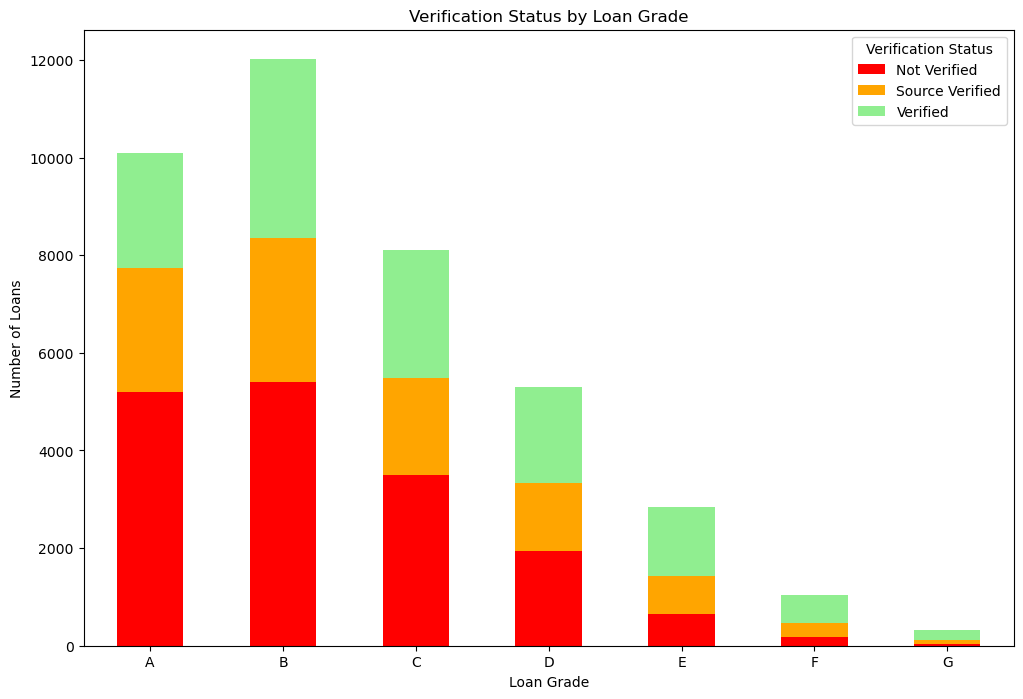 Verification Status by Loan Grade
Verification Status
Not Verified
Source Verified
Verified
Number of Loans
12000
10000
8000
6000
4000
2000
0
A B C D E F G
Loan Grade